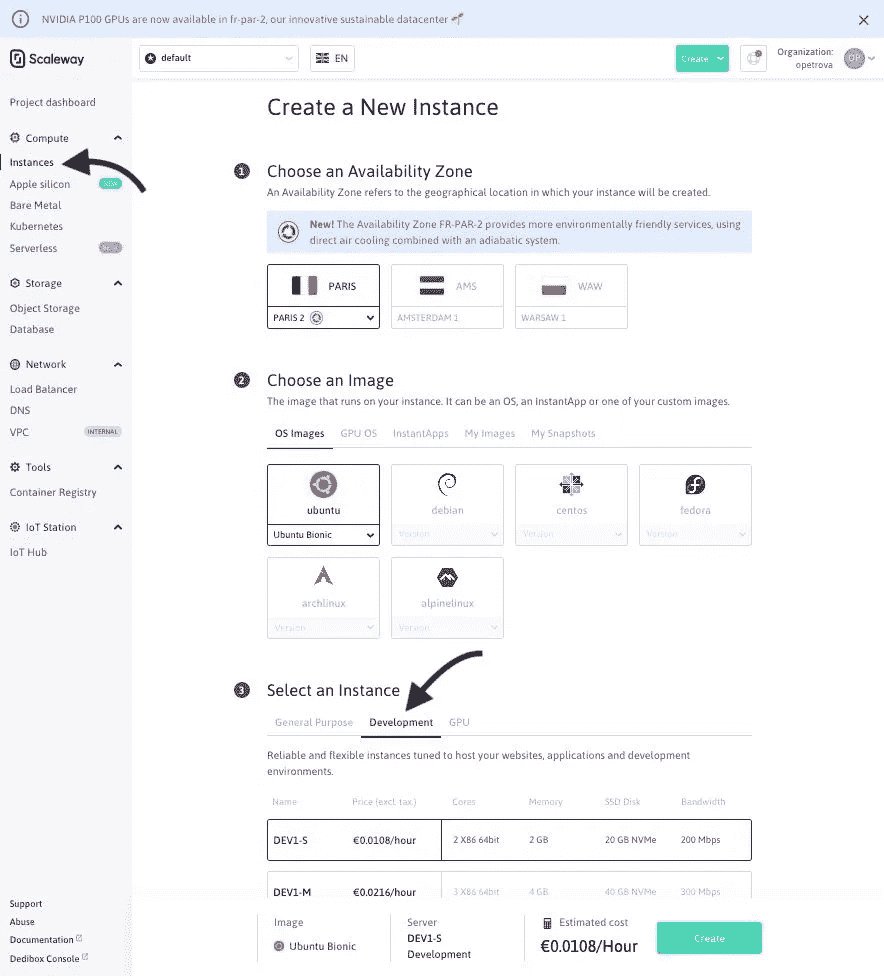 NVIDIA P100 GPUs are now available in fr-par-2, our innovative sustainable datacenter
Scaleway
default
EN
Create
Organization:
opetrova
OP
Project dashboard
Compute
Instances
Apple silicon
Bare Metal
Kubernetes
Serverless
BETA
Storage
Object Storage
Database
Network
Load Balancer
DNS
VPC
INTERNAL
Tools
Container Registry
IoT Station
IoT Hub
Support
Abuse
Documentation
Dedibox Console
Create a New Instance
1
Choose an Availability Zone
An Availability Zone refers to the geographical location in which your instance will be created.
New! The Availability Zone FR-PAR-2 provides more environmentally friendly services, using
direct air cooling combined with an adiabatic system.
PARIS
AMS
WAW
PARIS 2
AMSTERDAM 1
WARSAW 1
2
Choose an Image
The image that runs on your instance. It can be an OS, an InstantApp or one of your custom images.
OS Images
GPU OS
InstantApps
My Images
My Snapshots
ubuntu
debian
centos
fedora
Ubuntu Bionic
Version
Version
Version
archlinux
alpinelinux
Version
Version
3
Select an Instance
General Purpose
Development
GPU
Reliable and flexible instances tuned to host your websites, applications and development
environments.
Name Price (excl. tax.) Cores Memory SSD Disk Bandwidth
DEV1-S €0.0108/hour 2 X86 64bit 2 GB 20 GB NVMe 200 Mbps
DEV1-M €0.0216/hour 3 X86 64bit 4 GB 40 GB NVMe 300 Mbps
Image
Ubuntu Bionic
Server
DEV1-S
Development
Estimated cost
€0.0108/Hour
Create